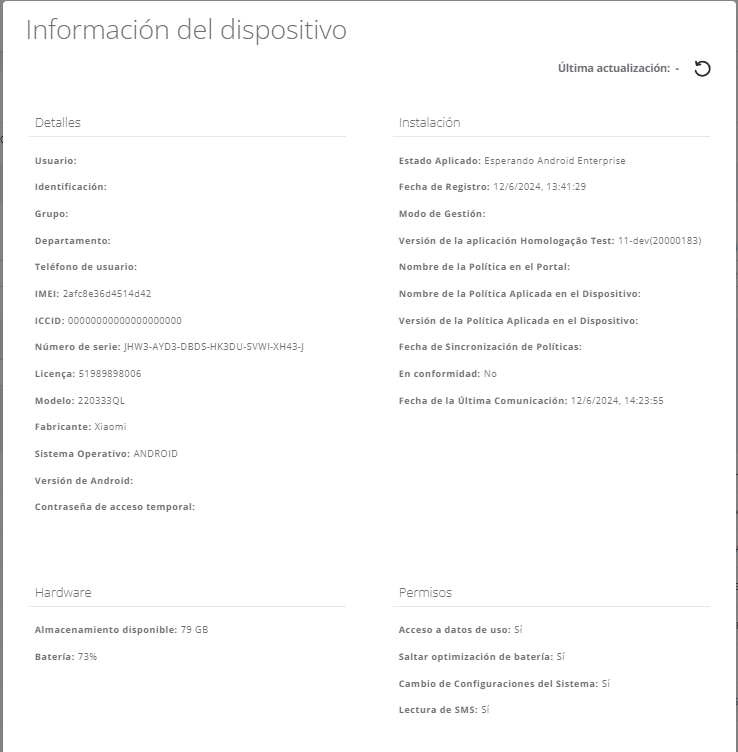 Información del dispositivo
Última actualización: -
Detalles
Usuario:
Identificación:
Grupo:
Departamento:
Teléfono de usuario:
IMEI: 2afc8e36d4514d42
ICCID: 00000000000000000000
Número de serie: JHW3-AYD3-DBDS-HK3DU-SVWI-XH43-J
Licença: 51989898006
Modelo: 220333QL
Fabricante: Xiaomi
Sistema Operativo: ANDROID
Versión de Android:
Contraseña de acceso temporal:
Instalación
Estado Aplicado: Esperando Android Enterprise
Fecha de Registro: 12/6/2024, 13:41:29
Modo de Gestión:
Versión de la aplicación Homologação Test: 11-dev(20000183)
Nombre de la Política en el Portal:
Nombre de la Política Aplicada en el Dispositivo:
Versión de la Política Aplicada en el Dispositivo:
Fecha de Sincronización de Políticas:
En conformidad: No
Fecha de la Última Comunicación: 12/6/2024, 14:23:55
Hardware
Almacenamiento disponible: 79 GB
Batería: 73%
Permisos
Acceso a datos de uso: Sí
Saltar optimización de batería: Sí
Cambio de Configuraciones del Sistema: Sí
Lectura de SMS: Sí